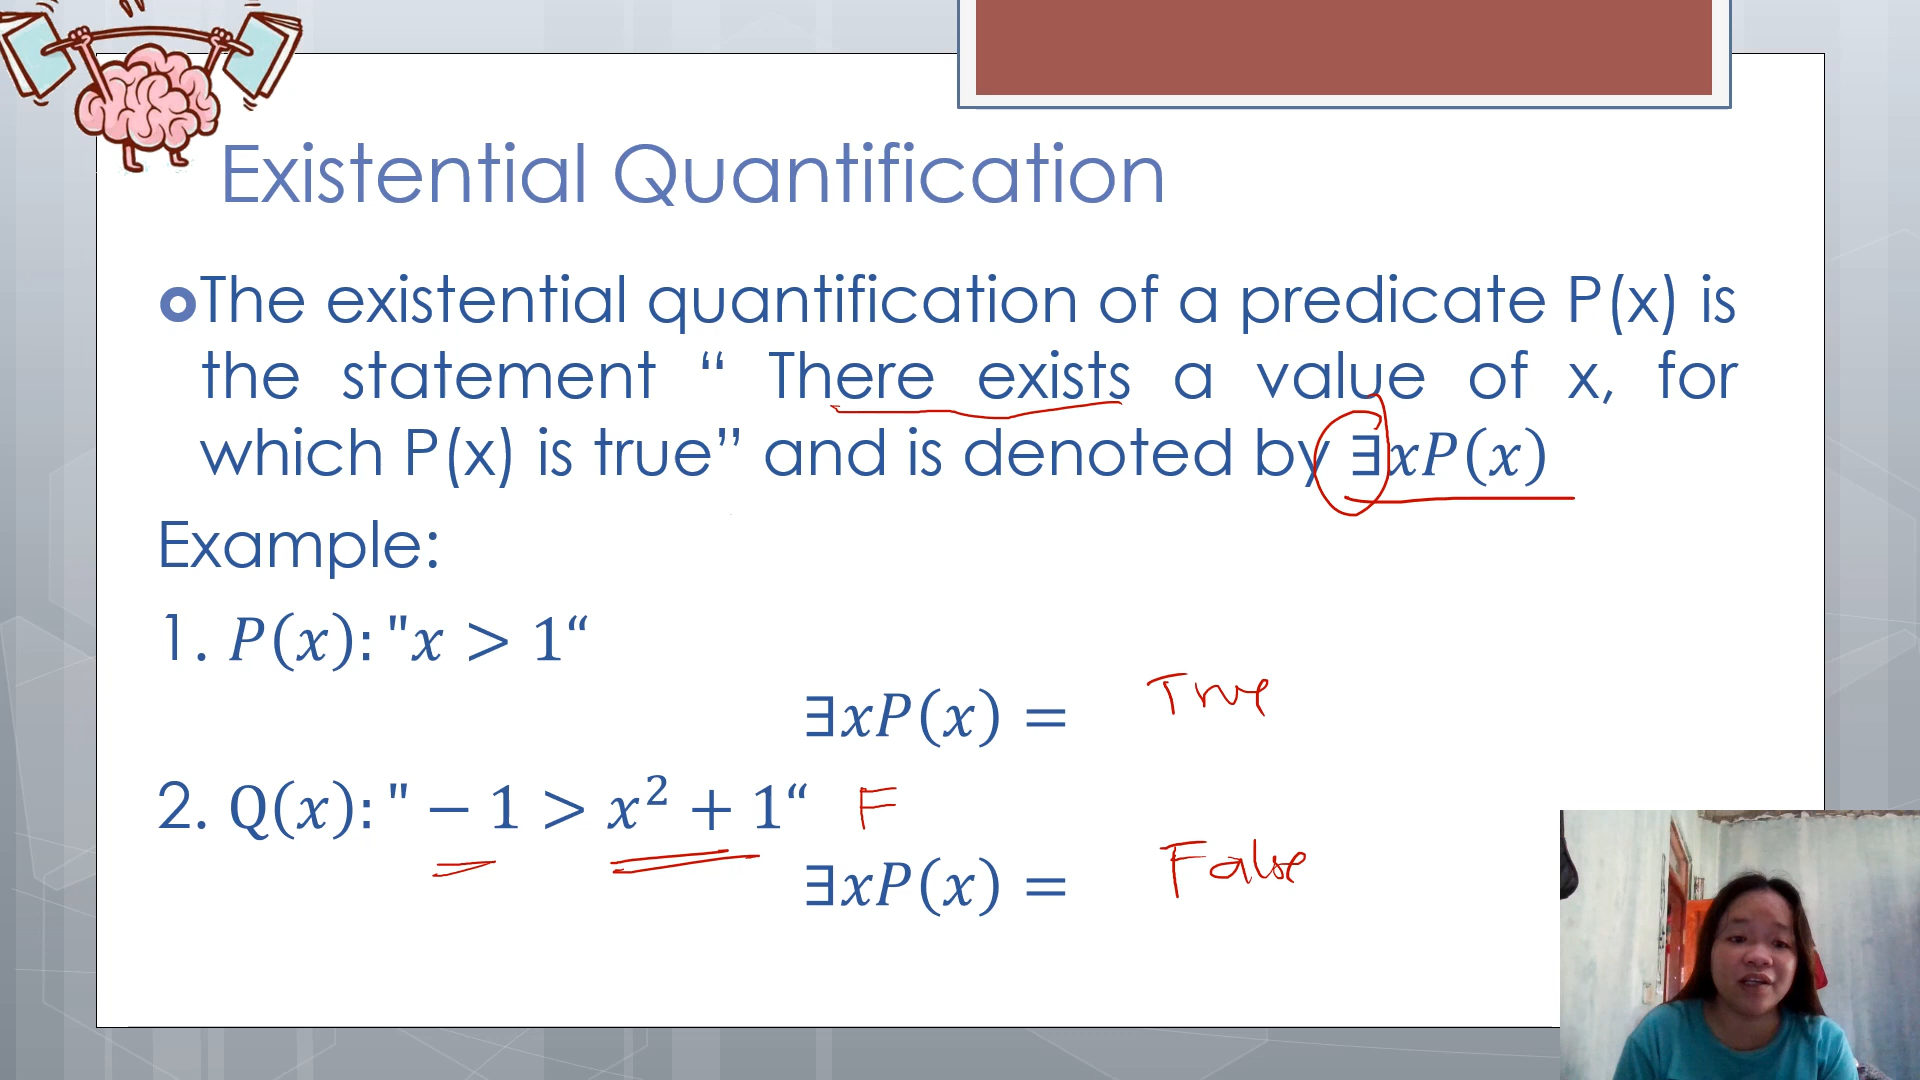 Existential Quantification
The existential quantification of a predicate P(x) is
the statement “ There exists a value of x, for
which P(x) is true” and is denoted by ∃𝑥𝑃(𝑥)
Example:
1. 𝑃(𝑥): "𝑥 > 1“
∃𝑥𝑃(𝑥) = True
2. Q(𝑥): " − 1 > 𝑥² + 1“ F
∃𝑥𝑃(𝑥) = False